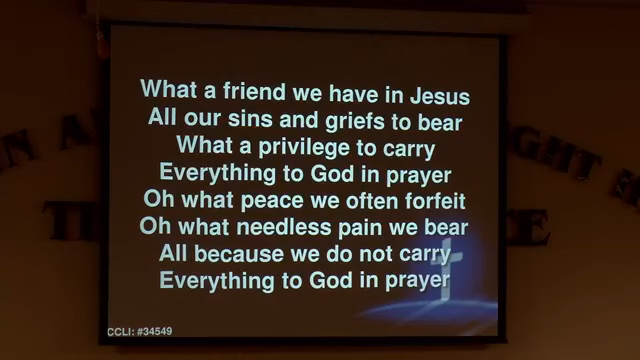 What a friend we have in Jesus
All our sins and griefs to bear
What a privilege to carry
Everything to God in prayer
Oh what peace we often forfeit
Oh what needless pain we bear
All because we do not carry
Everything to God in prayer
CCLI: #34549